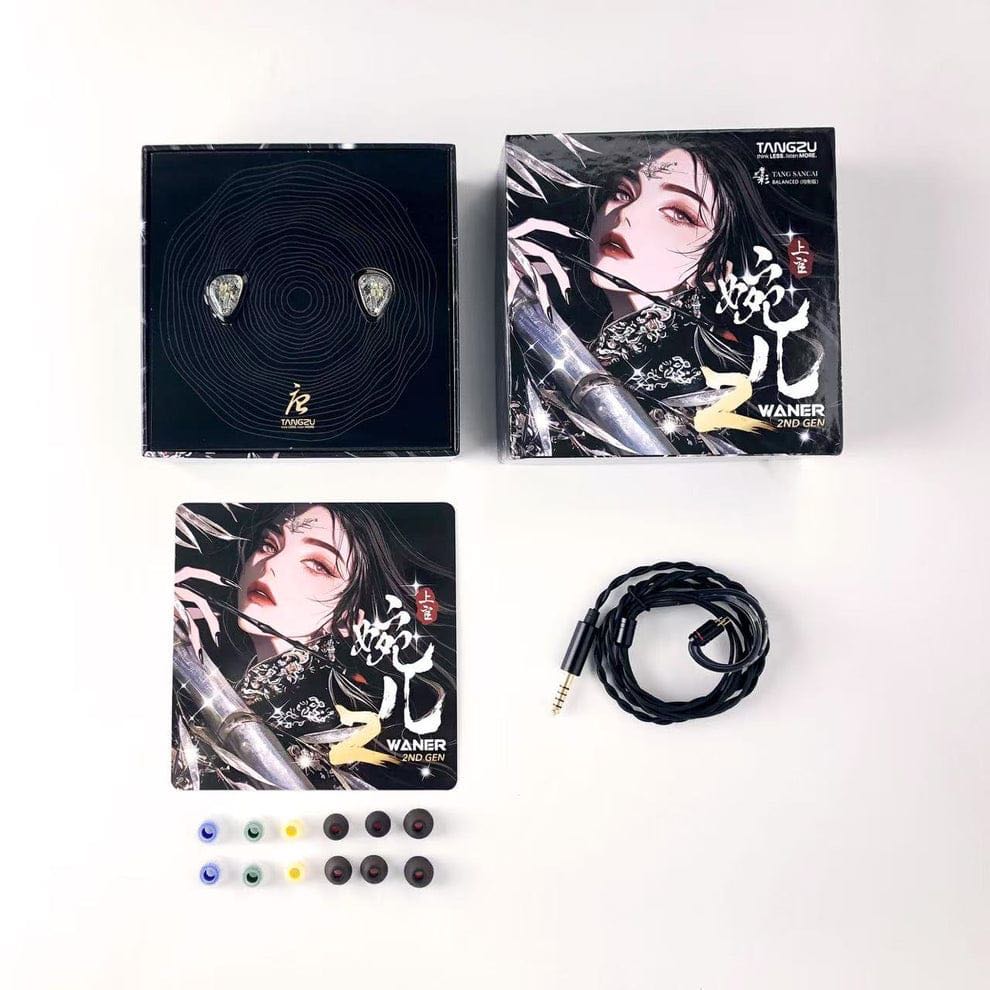 唐
TANGZU
TANGZU
think LESS. listen MORE.
TANG SANCAI
BALANCED
上官
婉儿
2
WANER
2ND GEN
上官
婉儿
2
WANER
2ND GEN